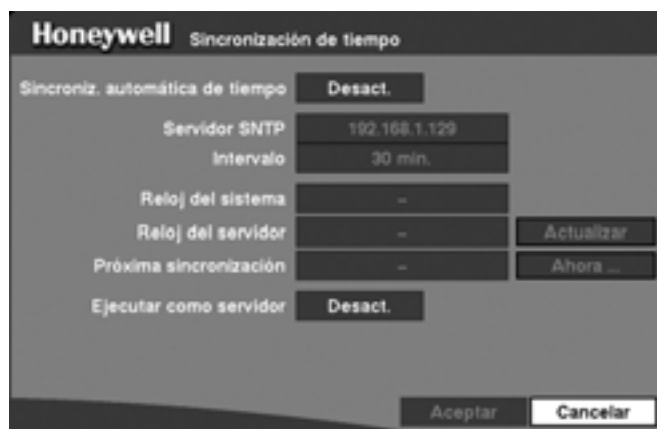 Honeywell Sincronización de tiempo
Sincroniz. automática de tiempo Desact.
Servidor SNTP 192.168.1.129
Intervalo 30 min.
Reloj del sistema –
Reloj del servidor – Actualizar
Próxima sincronización – Ahora ...
Ejecutar como servidor Desact.
Aceptar Cancelar